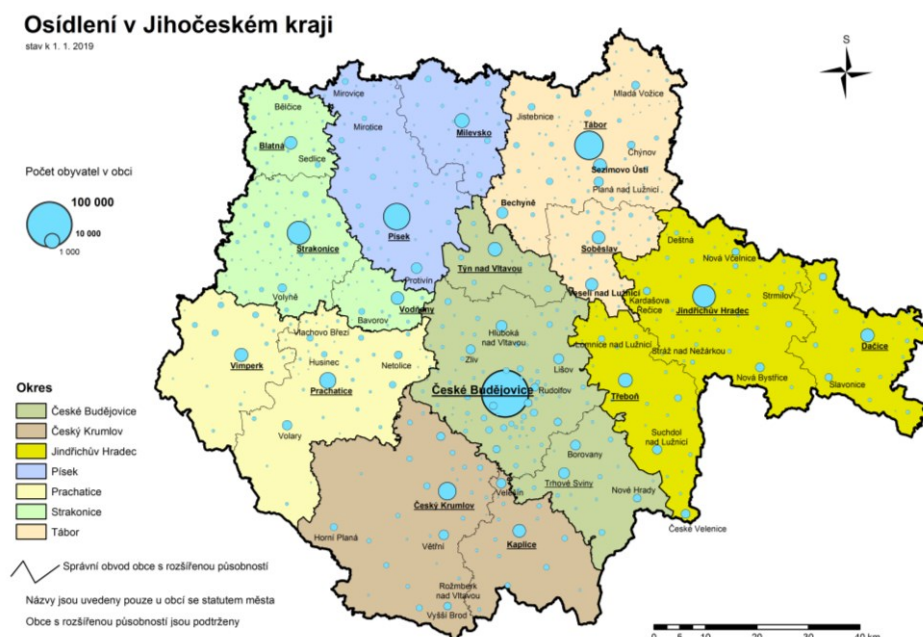 Osídlení v Jihočeském kraji
stav k 1. 1. 2019
S
Mirovice
Mladá Vožice
Bělčice
Jistebnice
Mirotice
Milevsko
Tábor
Blatná
Chýnov
Sedlice
Sezimovo Ústí
Počet obyvatel v obci
Planá nad Lužnicí
100 000
Bechyně
10 000
1 000
Písek
Strakonice
Soběslav
Deštná
Týn nad Vltavou
Nová Včelnice
Protivín
Volyně
Veselí nad Lužnicí
Kardašova
Řečice
Strmilov
Vodňany
Jindřichův Hradec
Bavorov
Vlachovo Březí
Hluboká
nad Vltavou
Lomnice nad Lužnicí
Dačice
Vimperk
Husinec
Netolice
Zliv
Stráž nad Nežárkou
Lišov
Nová Bystřice
Slavonice
Okres
Prachatice
České Budějovice
Rudolfov
Třeboň
České Budějovice
Český Krumlov
Volary
Suchdol
nad Lužnicí
Jindřichův Hradec
Borovany
Písek
Prachatice
Trhové Sviny
Strakonice
Velešín
Nové Hrady
Tábor
Český Krumlov
České Velenice
Horní Planá
Větřní
Kaplice
Správní obvod obce s rozšířenou působností
Rožmberk
nad Vltavou
Názvy jsou uvedeny pouze u obcí se statutem města
Vyšší Brod
Obce s rozšířenou působností jsou podtrženy
0 5 10 20 30 40 km